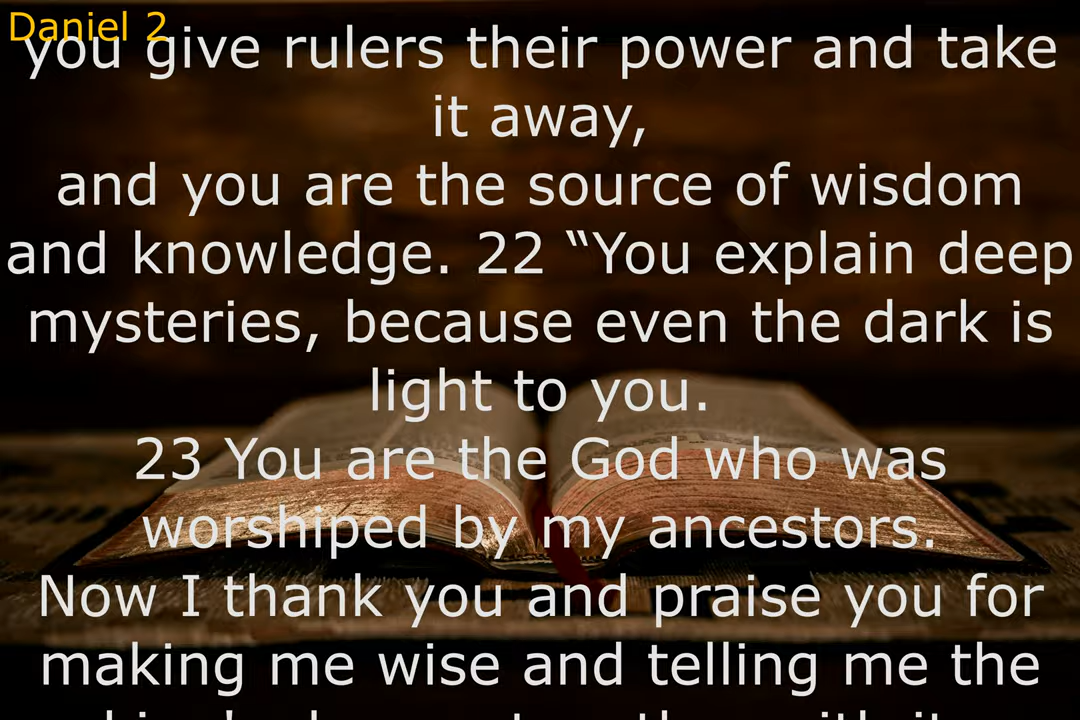 Daniel 2
you give rulers their power and take
it away,
and you are the source of wisdom
and knowledge. 22 “You explain deep
mysteries, because even the dark is
light to you.
23 You are the God who was
worshiped by my ancestors.
Now I thank you and praise you for
making me wise and telling me the